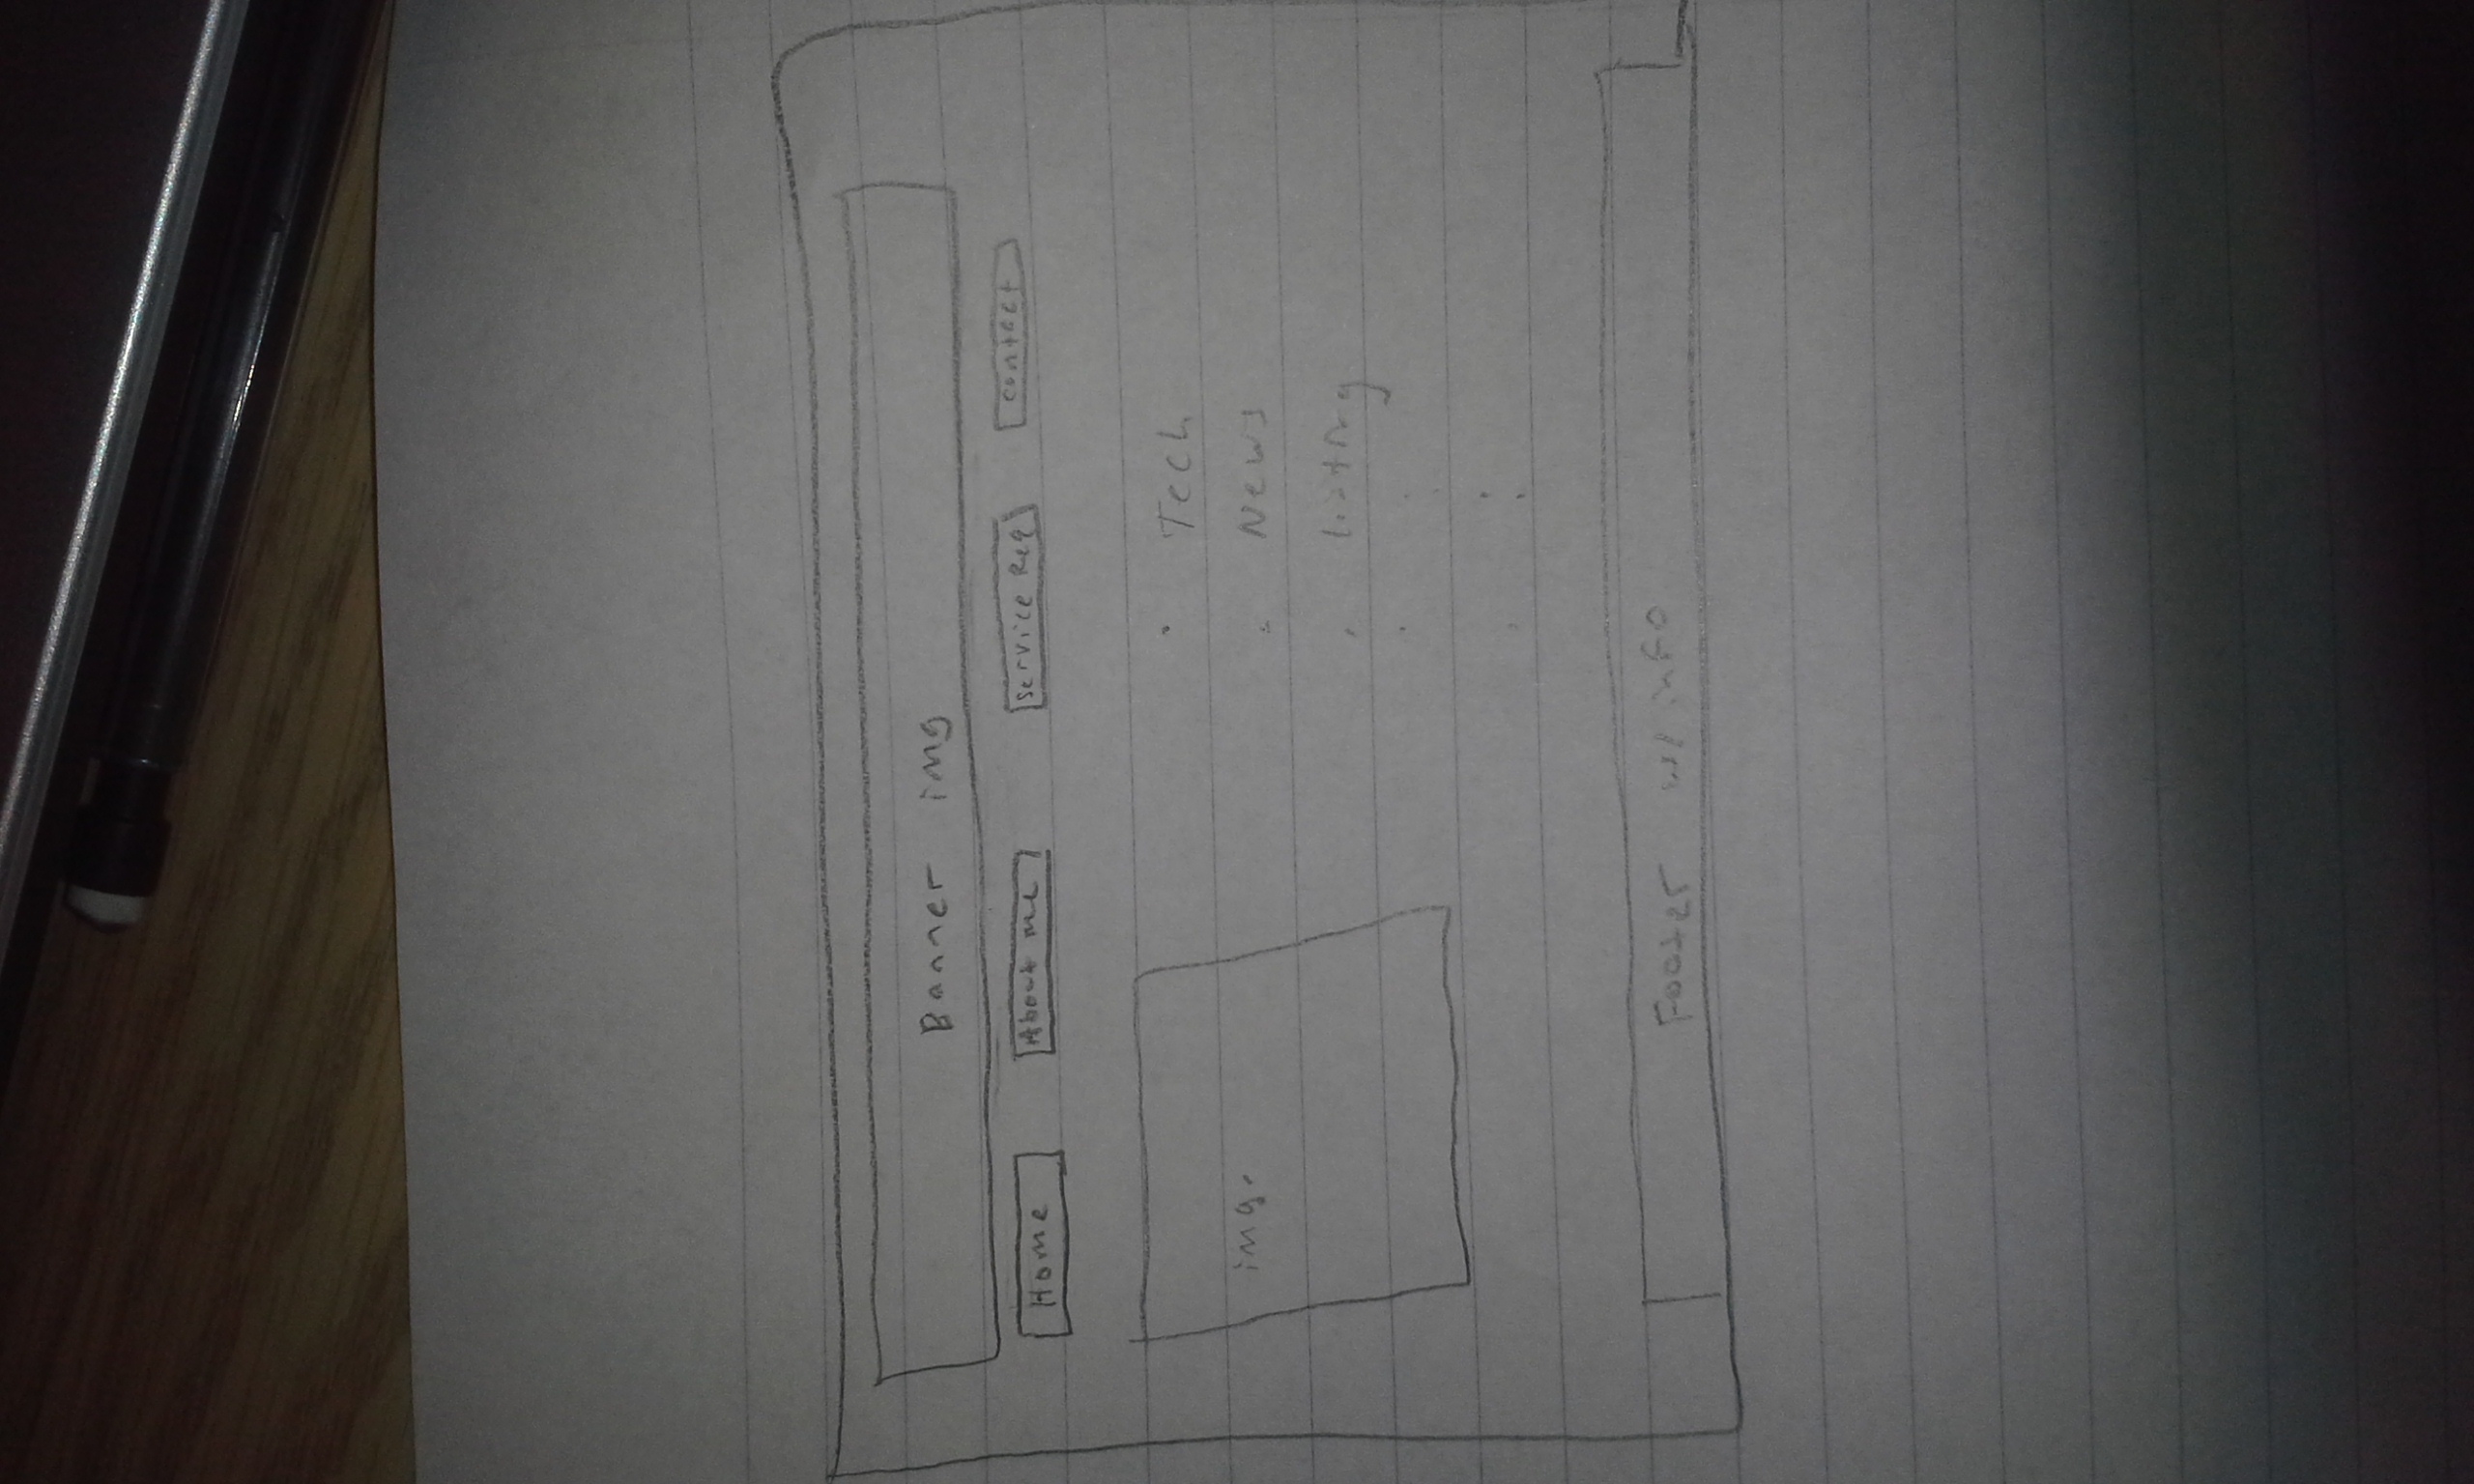 Banner img
Home About me Service Req contact
img.
Tech
News
listing
Footer w/ info